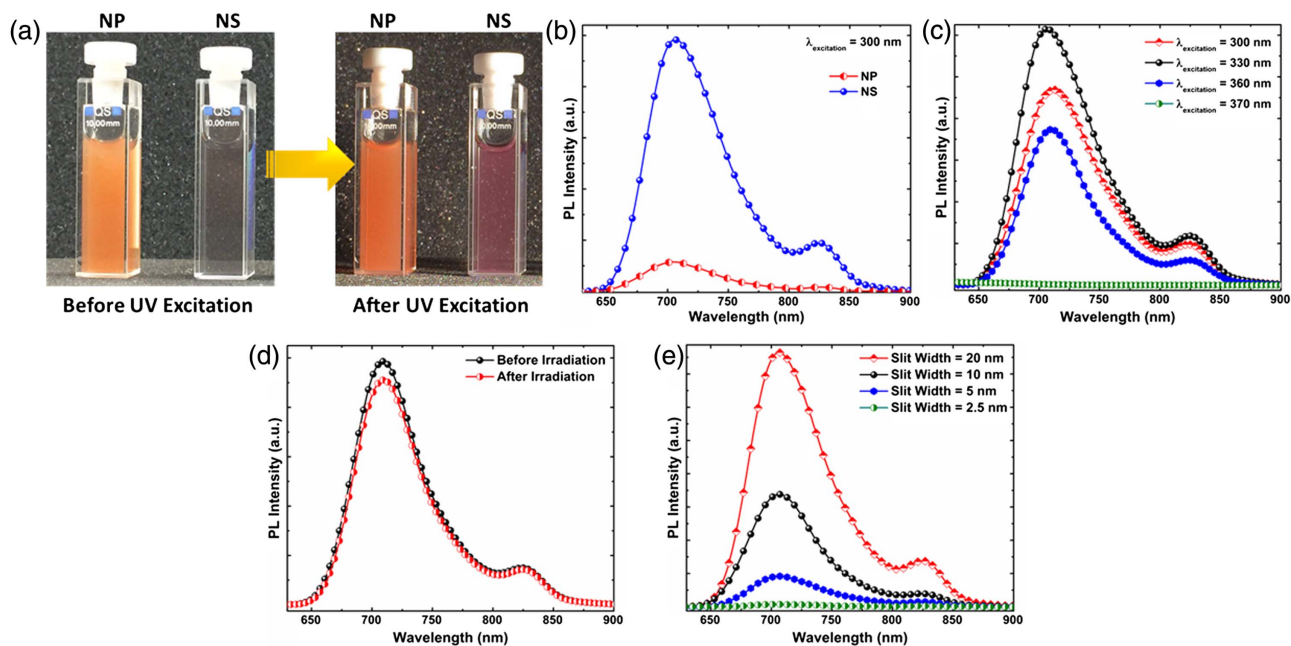 (a)
NP NS
NP NS
QS
10.00mm
QS
10.00mm
QS
.00mm
QS
0.00mm
Before UV Excitation
After UV Excitation
(b)
λexcitation = 300 nm
NP
NS
PL Intensity (a.u.)
650 700 750 800 850 900
Wavelength (nm)
(c)
λexcitation = 300 nm
λexcitation = 330 nm
λexcitation = 360 nm
λexcitation = 370 nm
PL Intensity (a.u.)
650 700 750 800 850 900
Wavelength (nm)
(d)
Before Irradiation
After Irradiation
PL Intensity (a.u.)
650 700 750 800 850 900
Wavelength (nm)
(e)
Slit Width = 20 nm
Slit Width = 10 nm
Slit Width = 5 nm
Slit Width = 2.5 nm
PL Intensity (a.u.)
650 700 750 800 850 900
Wavelength (nm)